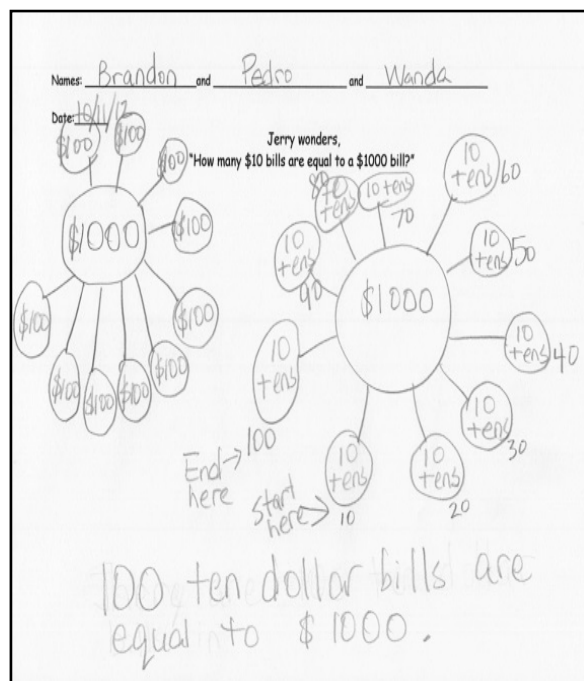 Names: Brandon and Pedro and Wanda
Date: 10/11/12
Jerry wonders,
"How many $10 bills are equal to a $1000 bill?"
$100
$100
$100
$100
$100
$100
$100
$100
$100
$100
$1000
80
10 tens
10 tens
70
10 tens
60
10 tens
50
10 tens
40
10 tens
30
10 tens
20
10 tens
10
10 tens
100
10 tens
90
$1000
End → here
Start here →
100 ten dollar bills are
equal to $1000.